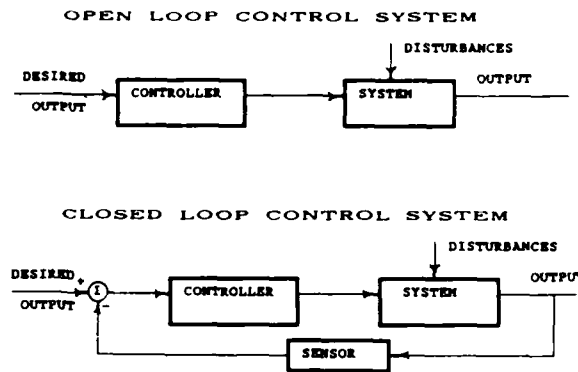 OPEN LOOP CONTROL SYSTEM
DISTURBANCES
DESIRED
OUTPUT
CONTROLLER
SYSTEM
OUTPUT
CLOSED LOOP CONTROL SYSTEM
DISTURBANCES
DESIRED +
OUTPUT
Σ
-
CONTROLLER
SYSTEM
OUTPUT
SENSOR